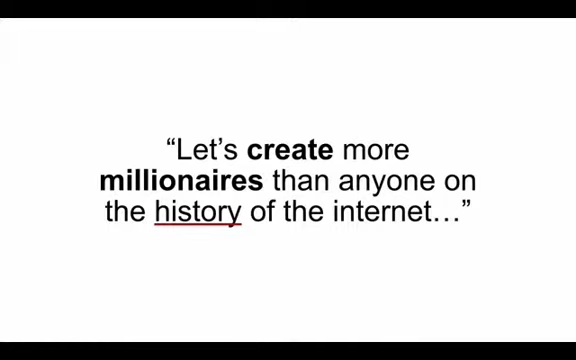 “Let’s create more
millionaires than anyone on
the history of the internet…”